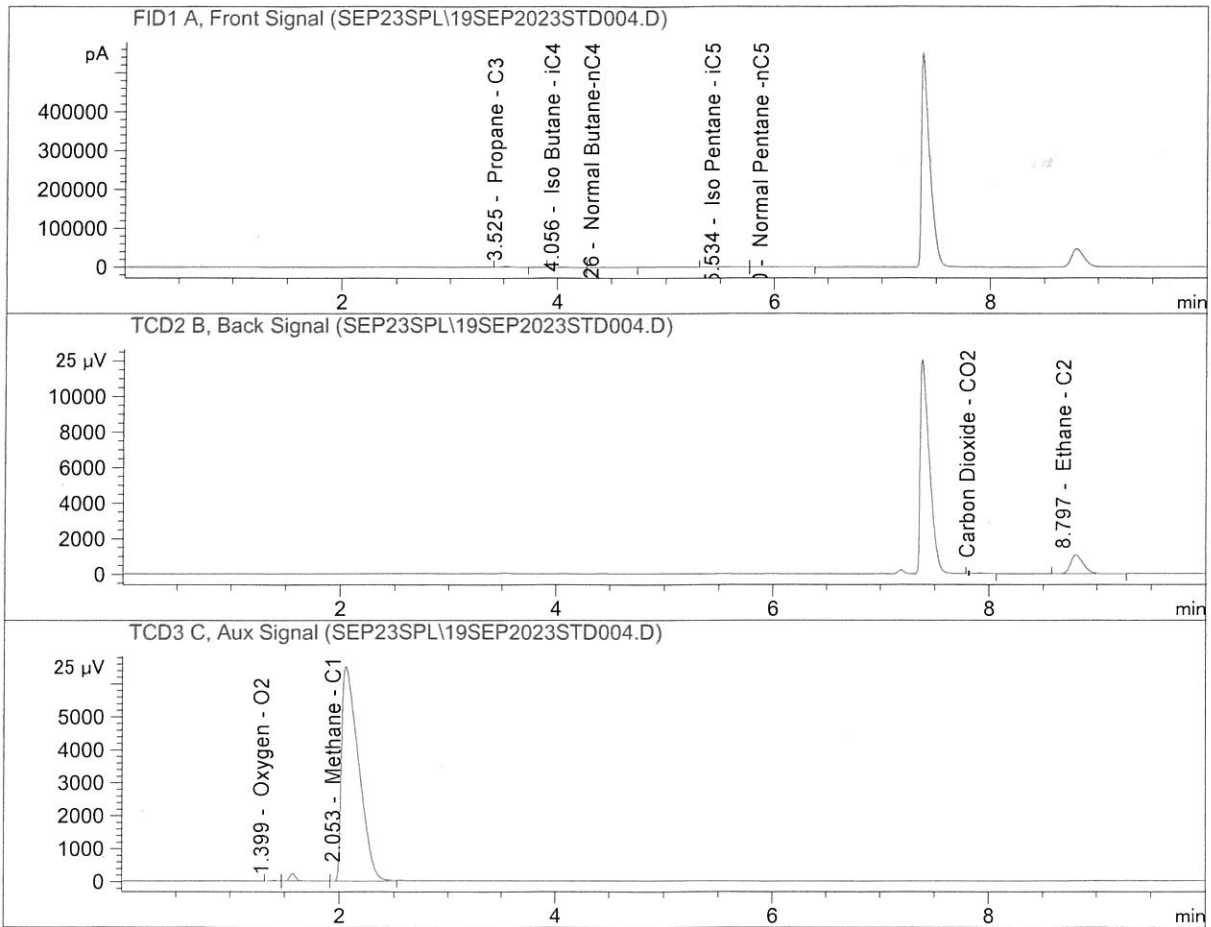 FID1 A, Front Signal (SEP23SPL\19SEP2023STD004.D)
pA
400000
300000
200000
100000
0
3.525 - Propane - C3
4.056 - Iso Butane - iC4
26 - Normal Butane-nC4
5.534 - Iso Pentane - iC5
Normal Pentane -nC5
2 4 6 8 min
TCD2 B, Back Signal (SEP23SPL\19SEP2023STD004.D)
25 µV
10000
8000
6000
4000
2000
0
Carbon Dioxide - CO2
8.797 - Ethane - C2
2 4 6 8 min
TCD3 C, Aux Signal (SEP23SPL\19SEP2023STD004.D)
25 µV
5000
4000
3000
2000
1000
0
1.399 - Oxygen - O2
2.053 - Methane - C1
2 4 6 8 min